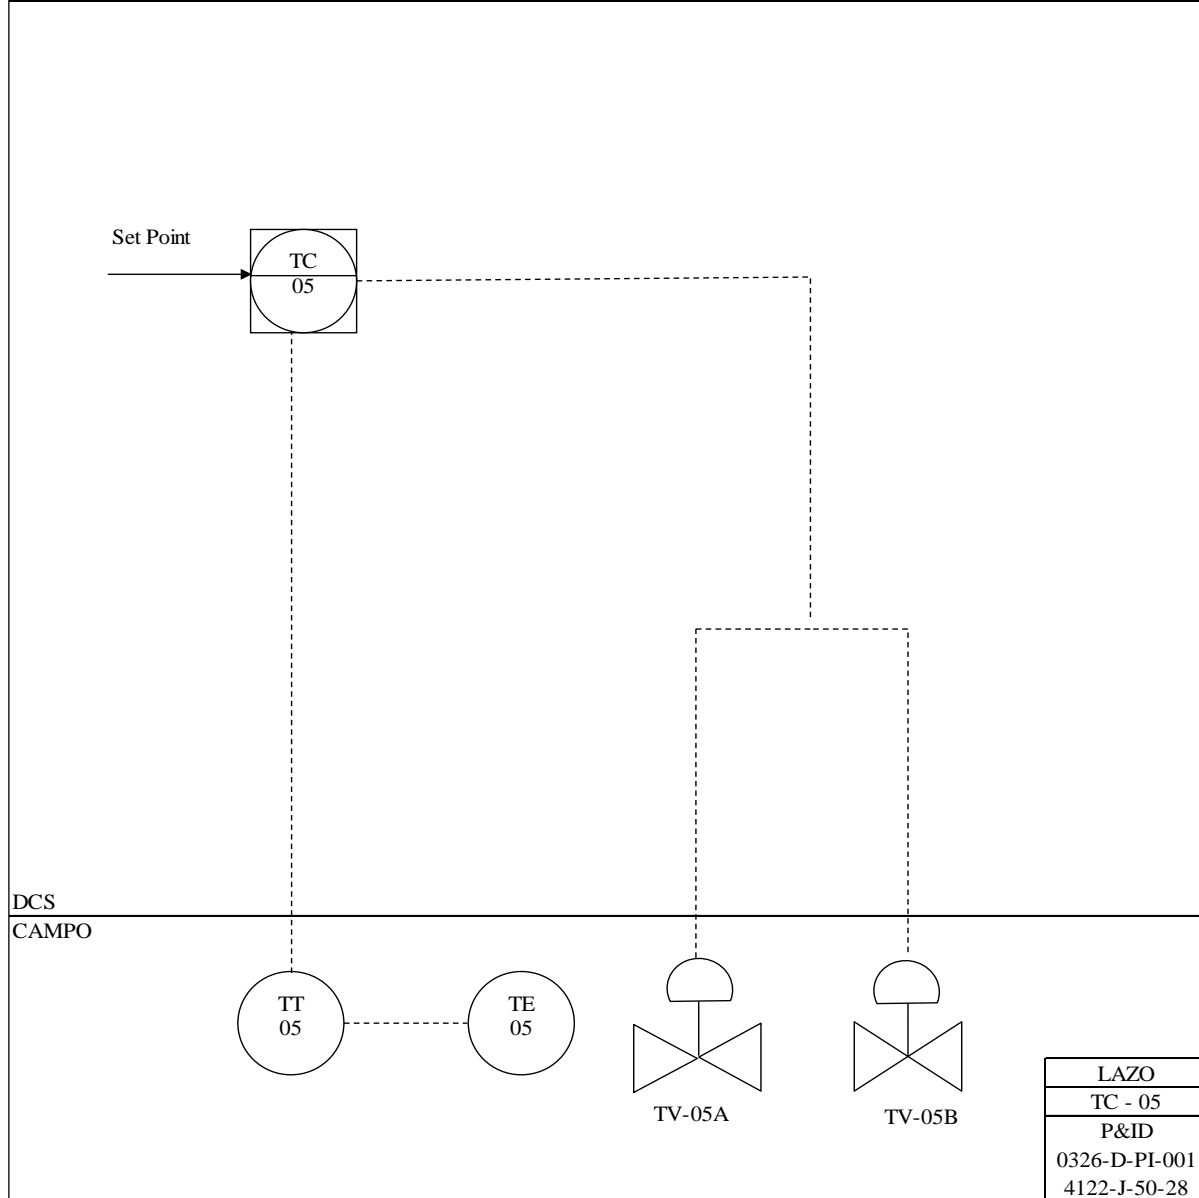 Set Point
TC
05
DCS
CAMPO
TT
05
TE
05
TV-05A
TV-05B
LAZO
TC - 05
P&ID
0326-D-PI-001
4122-J-50-28